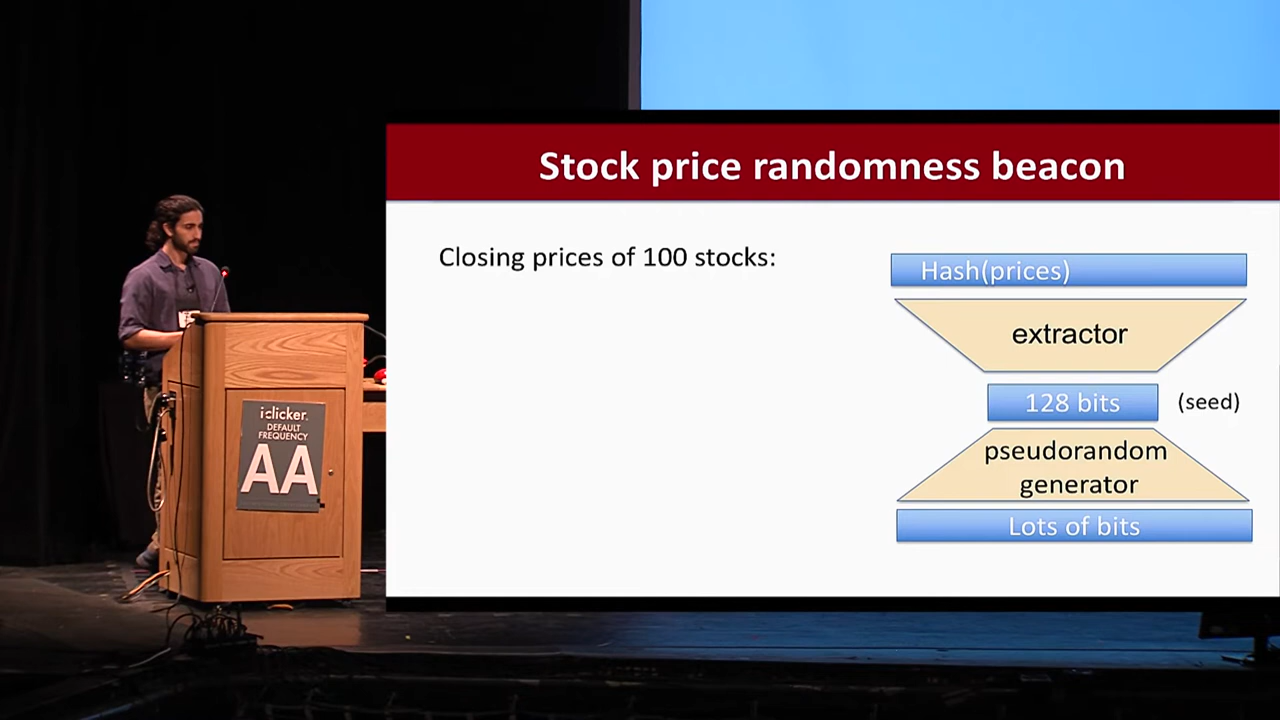 Stock price randomness beacon
Closing prices of 100 stocks:
Hash(prices)
extractor
128 bits
(seed)
pseudorandom
generator
Lots of bits
i>clicker.
DEFAULT
FREQUENCY
AA